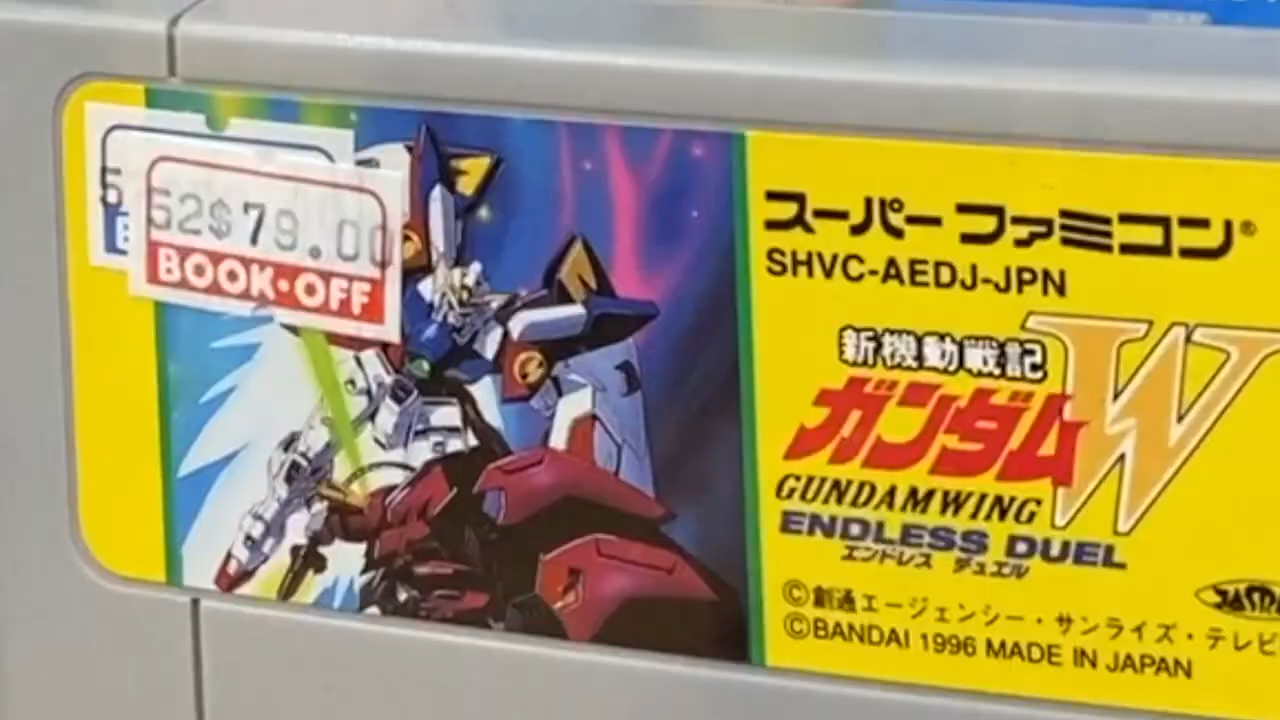 52$79.00
BOOK·OFF
スーパー ファミコン®
SHVC-AEDJ-JPN
新機動戦記
ガンダムW
GUNDAMWING
ENDLESS DUEL
エンドレス デュエル
©創通エージェンシー・サンライズ・テレビ
©BANDAI 1996 MADE IN JAPAN